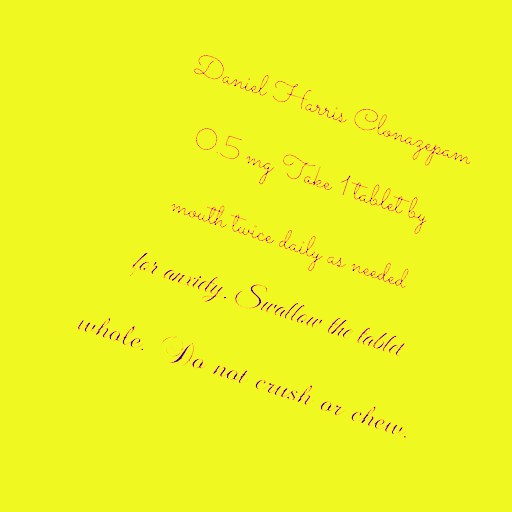 Daniel Harris Clonazepam
0.5 mg Take 1 tablet by
mouth twice daily as needed
for anxiety. Swallow the tablet
whole. Do not crush or chew.